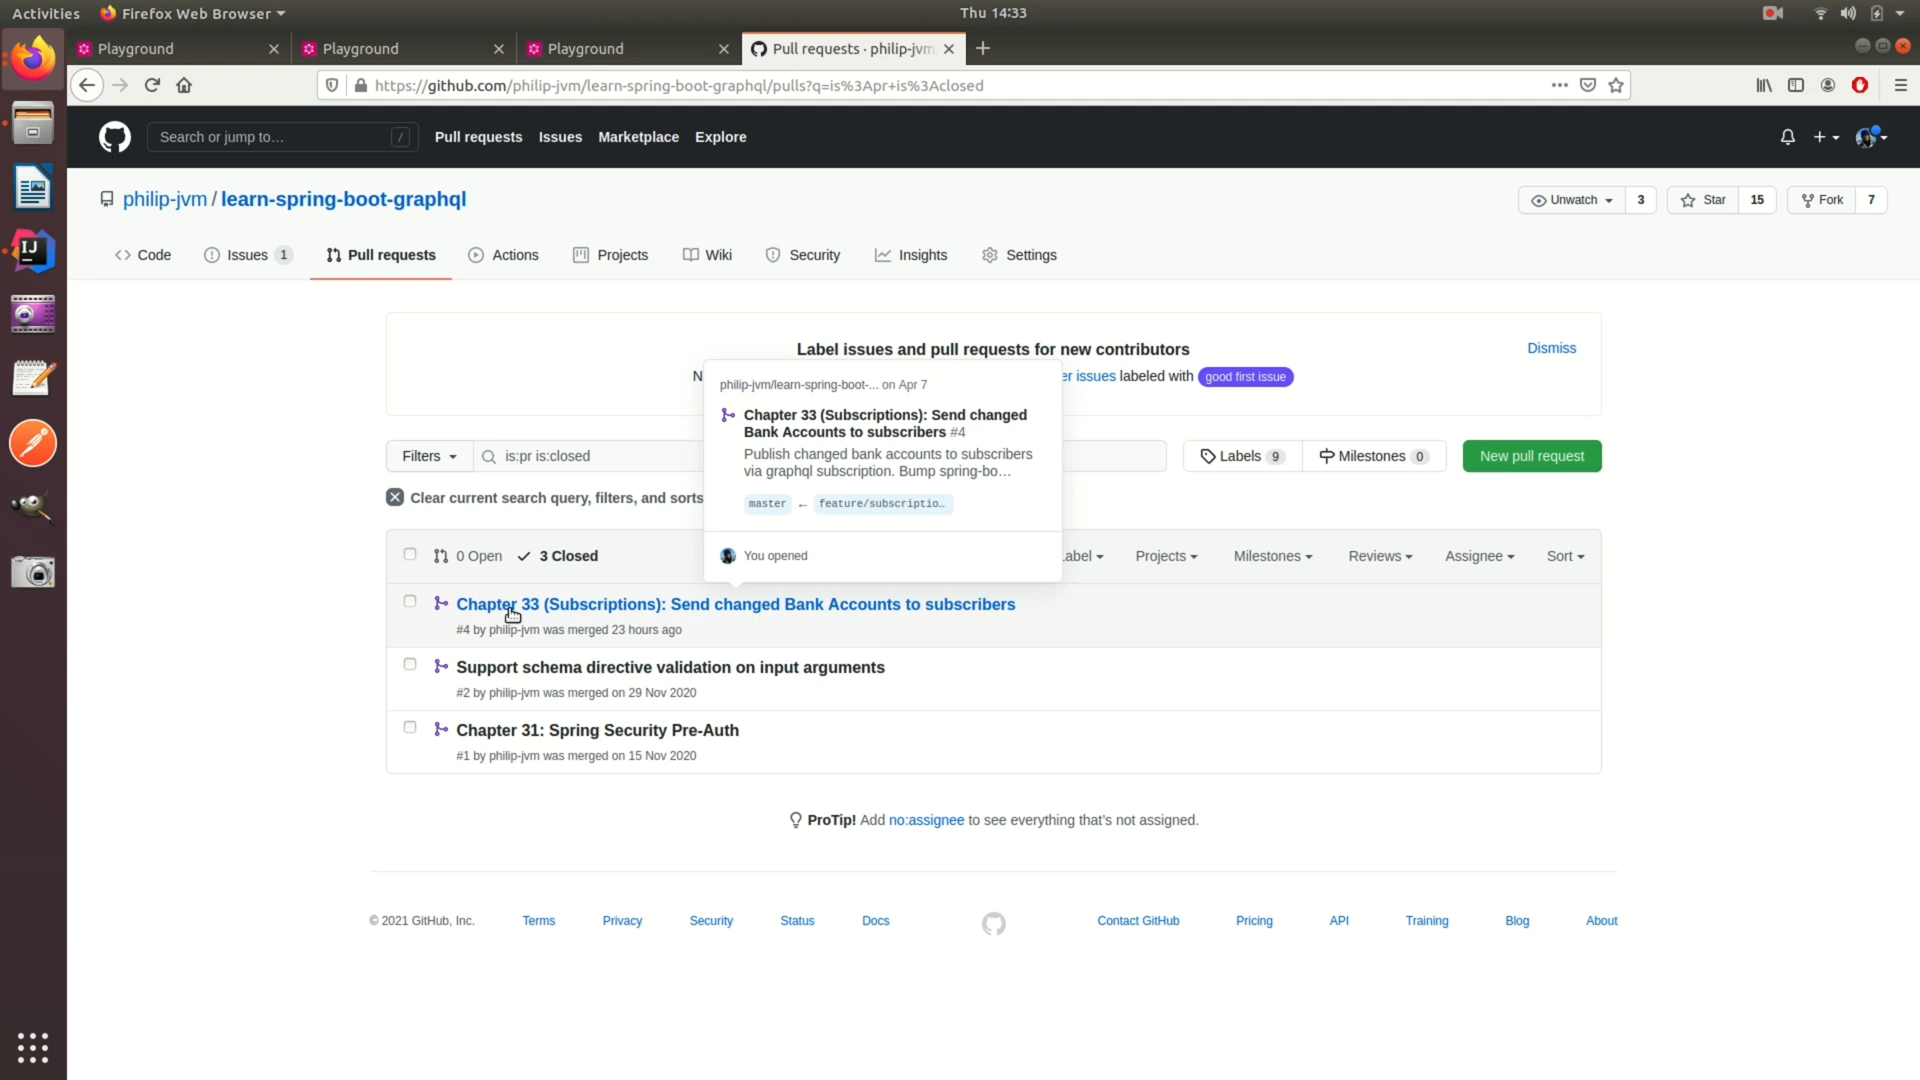 Activities Firefox Web Browser Thu 14:33
Playground Playground Playground Pull requests · philip-jvm
https://github.com/philip-jvm/learn-spring-boot-graphql/pulls?q=is%3Apr+is%3Aclosed
Search or jump to… / Pull requests Issues Marketplace Explore
philip-jvm / learn-spring-boot-graphql Unwatch 3 Star 15 Fork 7
Code Issues 1 Pull requests Actions Projects Wiki Security Insights Settings
Label issues and pull requests for new contributors Dismiss
N er issues labeled with good first issue
philip-jvm/learn-spring-boot-... on Apr 7
Chapter 33 (Subscriptions): Send changed
Bank Accounts to subscribers #4
Publish changed bank accounts to subscribers
via graphql subscription. Bump spring-bo…
master ← feature/subscriptio…
You opened
Filters is:pr is:closed Labels 9 Milestones 0 New pull request
Clear current search query, filters, and sorts
0 Open 3 Closed abel Projects Milestones Reviews Assignee Sort
Chapter 33 (Subscriptions): Send changed Bank Accounts to subscribers
#4 by philip-jvm was merged 23 hours ago
Support schema directive validation on input arguments
#2 by philip-jvm was merged on 29 Nov 2020
Chapter 31: Spring Security Pre-Auth
#1 by philip-jvm was merged on 15 Nov 2020
ProTip! Add no:assignee to see everything that's not assigned.
© 2021 GitHub, Inc. Terms Privacy Security Status Docs Contact GitHub Pricing API Training Blog About
IJ